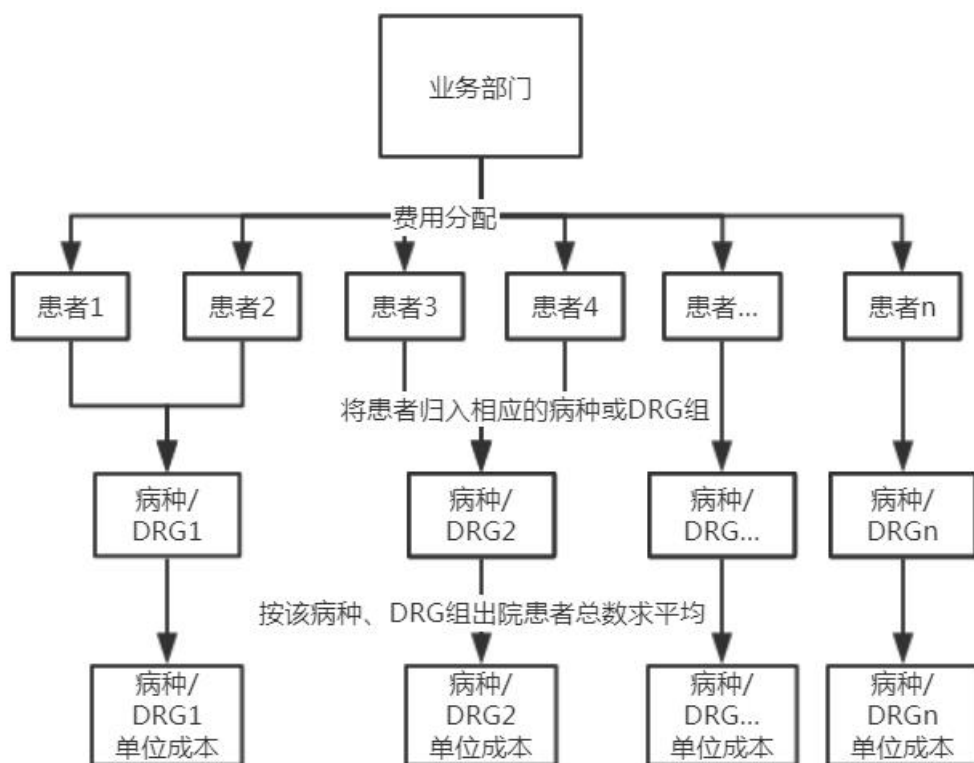 业务部门
费用分配
患者1
患者2
患者3
患者4
患者...
患者n
将患者归入相应的病种或DRG组
病种/
DRG1
病种/
DRG2
病种/
DRG...
病种/
DRGn
按该病种、DRG组出院患者总数求平均
病种/
DRG1
单位成本
病种/
DRG2
单位成本
病种/
DRG...
单位成本
病种/
DRGn
单位成本